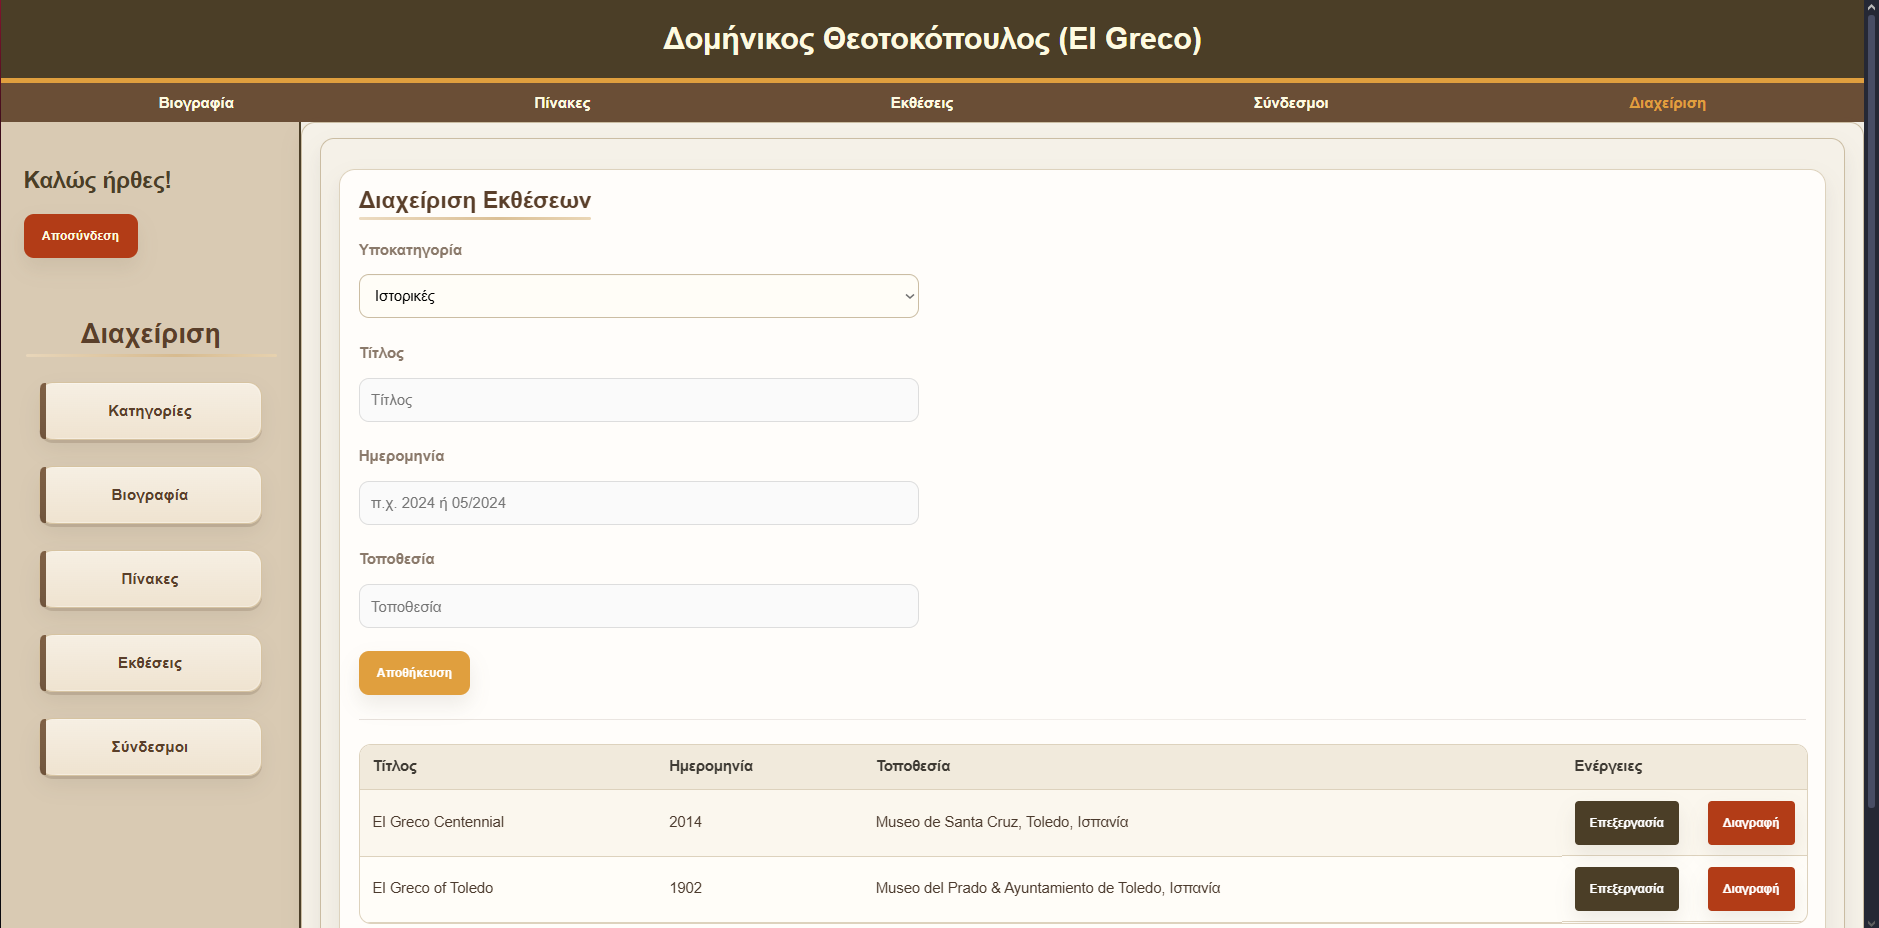 Δομήνικος Θεοτοκόπουλος (El Greco)
Βιογραφία Πίνακες Εκθέσεις Σύνδεσμοι Διαχείριση
Καλώς ήρθες!
Αποσύνδεση
Διαχείριση
Κατηγορίες
Βιογραφία
Πίνακες
Εκθέσεις
Σύνδεσμοι
Διαχείριση Εκθέσεων
Υποκατηγορία
Ιστορικές
Τίτλος
Τίτλος
Ημερομηνία
π.χ. 2024 ή 05/2024
Τοποθεσία
Τοποθεσία
Αποθήκευση
Τίτλος Ημερομηνία Τοποθεσία Ενέργειες
El Greco Centennial 2014 Museo de Santa Cruz, Toledo, Ισπανία Επεξεργασία Διαγραφή
El Greco of Toledo 1902 Museo del Prado & Ayuntamiento de Toledo, Ισπανία Επεξεργασία Διαγραφή